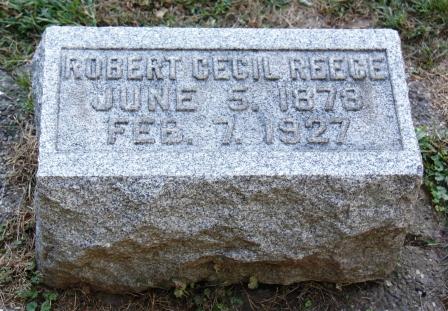 ROBERT CECIL REECE
JUNE 5, 1878
FEB. 7, 1927